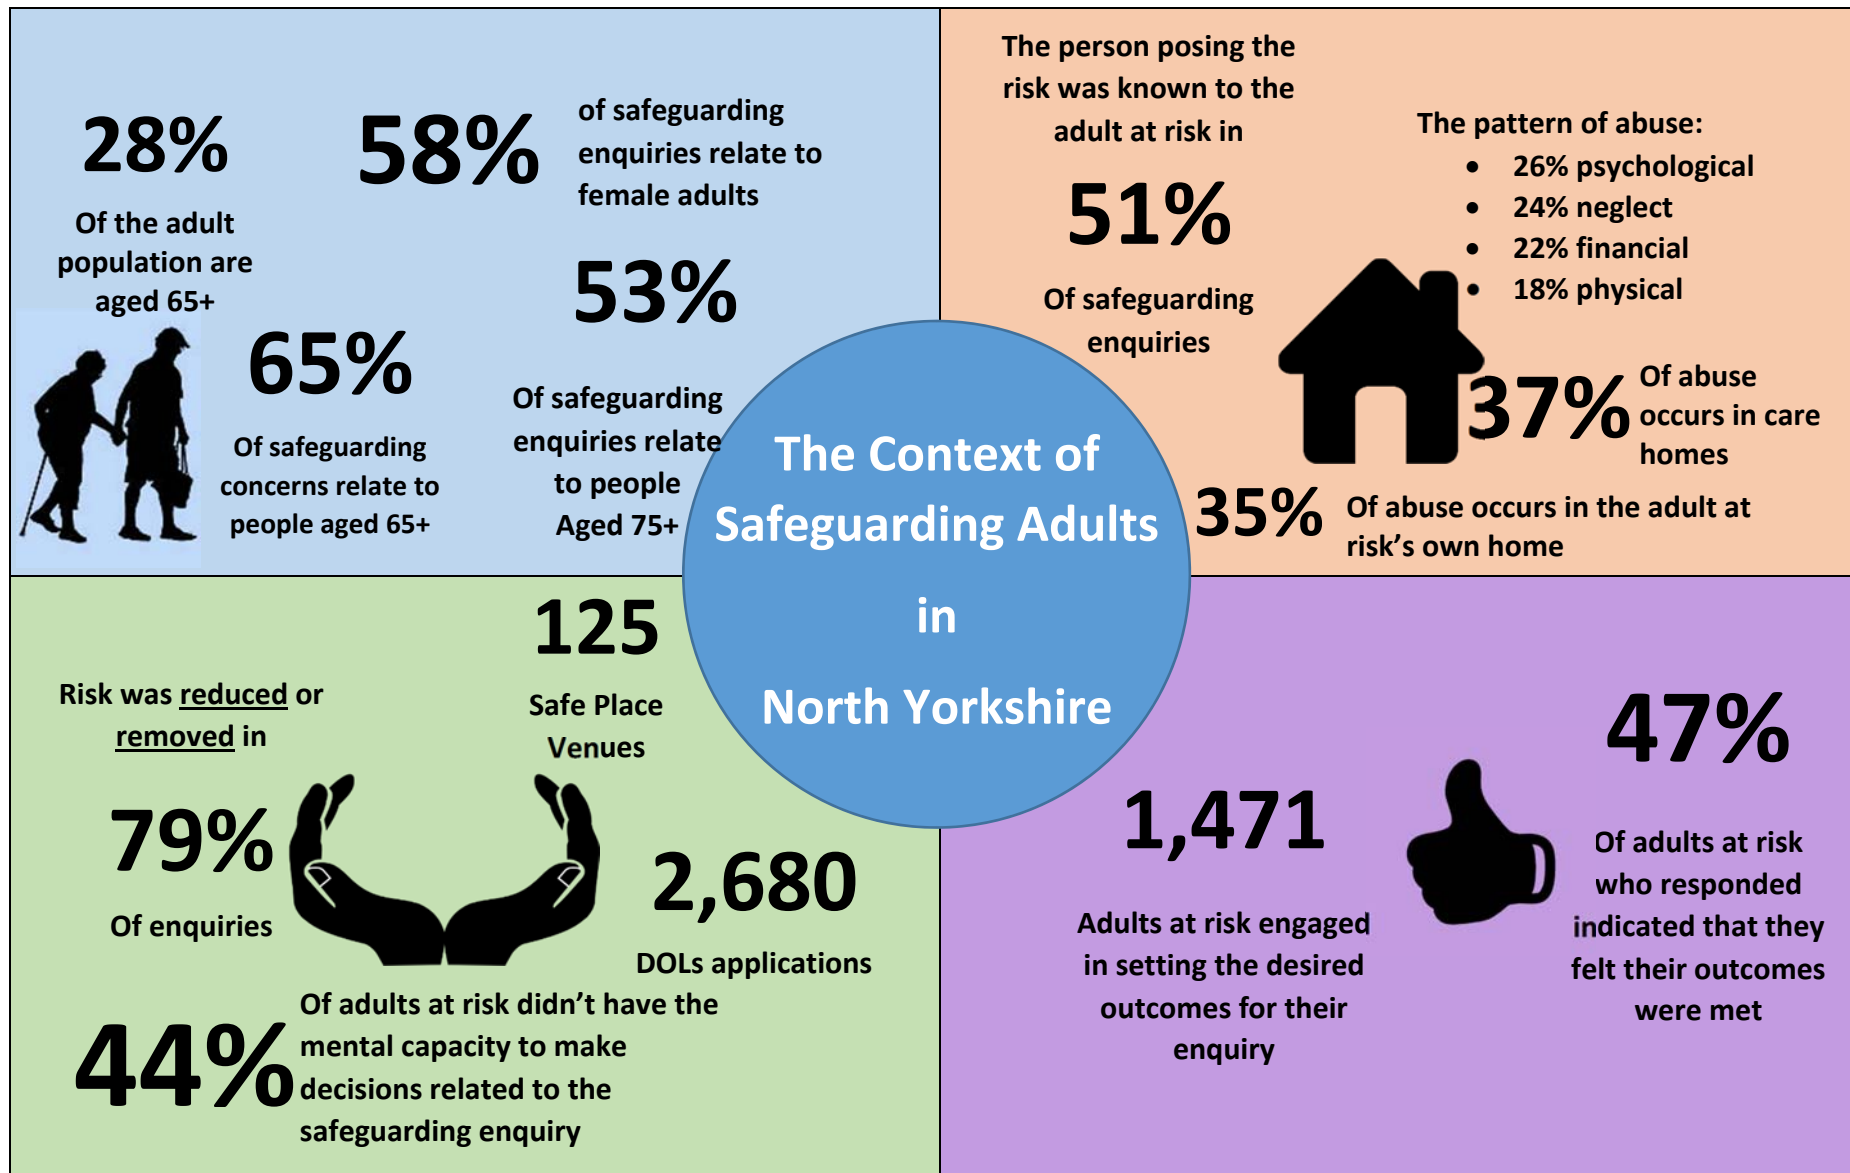 28%
Of the adult
population are
aged 65+
58%
of safeguarding
enquiries relate to
female adults
65%
Of safeguarding
concerns relate to
people aged 65+
53%
Of safeguarding
enquiries relate
to people
Aged 75+
The person posing the
risk was known to the
adult at risk in
51%
Of safeguarding
enquiries
The pattern of abuse:
• 26% psychological
• 24% neglect
• 22% financial
• 18% physical
37%
Of abuse
occurs in care
homes
35%
Of abuse occurs in the adult at
risk’s own home
The Context of
Safeguarding Adults
in
North Yorkshire
Risk was reduced or
removed in
79%
Of enquiries
125
Safe Place
Venues
2,680
DOLs applications
44%
Of adults at risk didn’t have the
mental capacity to make
decisions related to the
safeguarding enquiry
1,471
Adults at risk engaged
in setting the desired
outcomes for their
enquiry
47%
Of adults at risk
who responded
indicated that they
felt their outcomes
were met